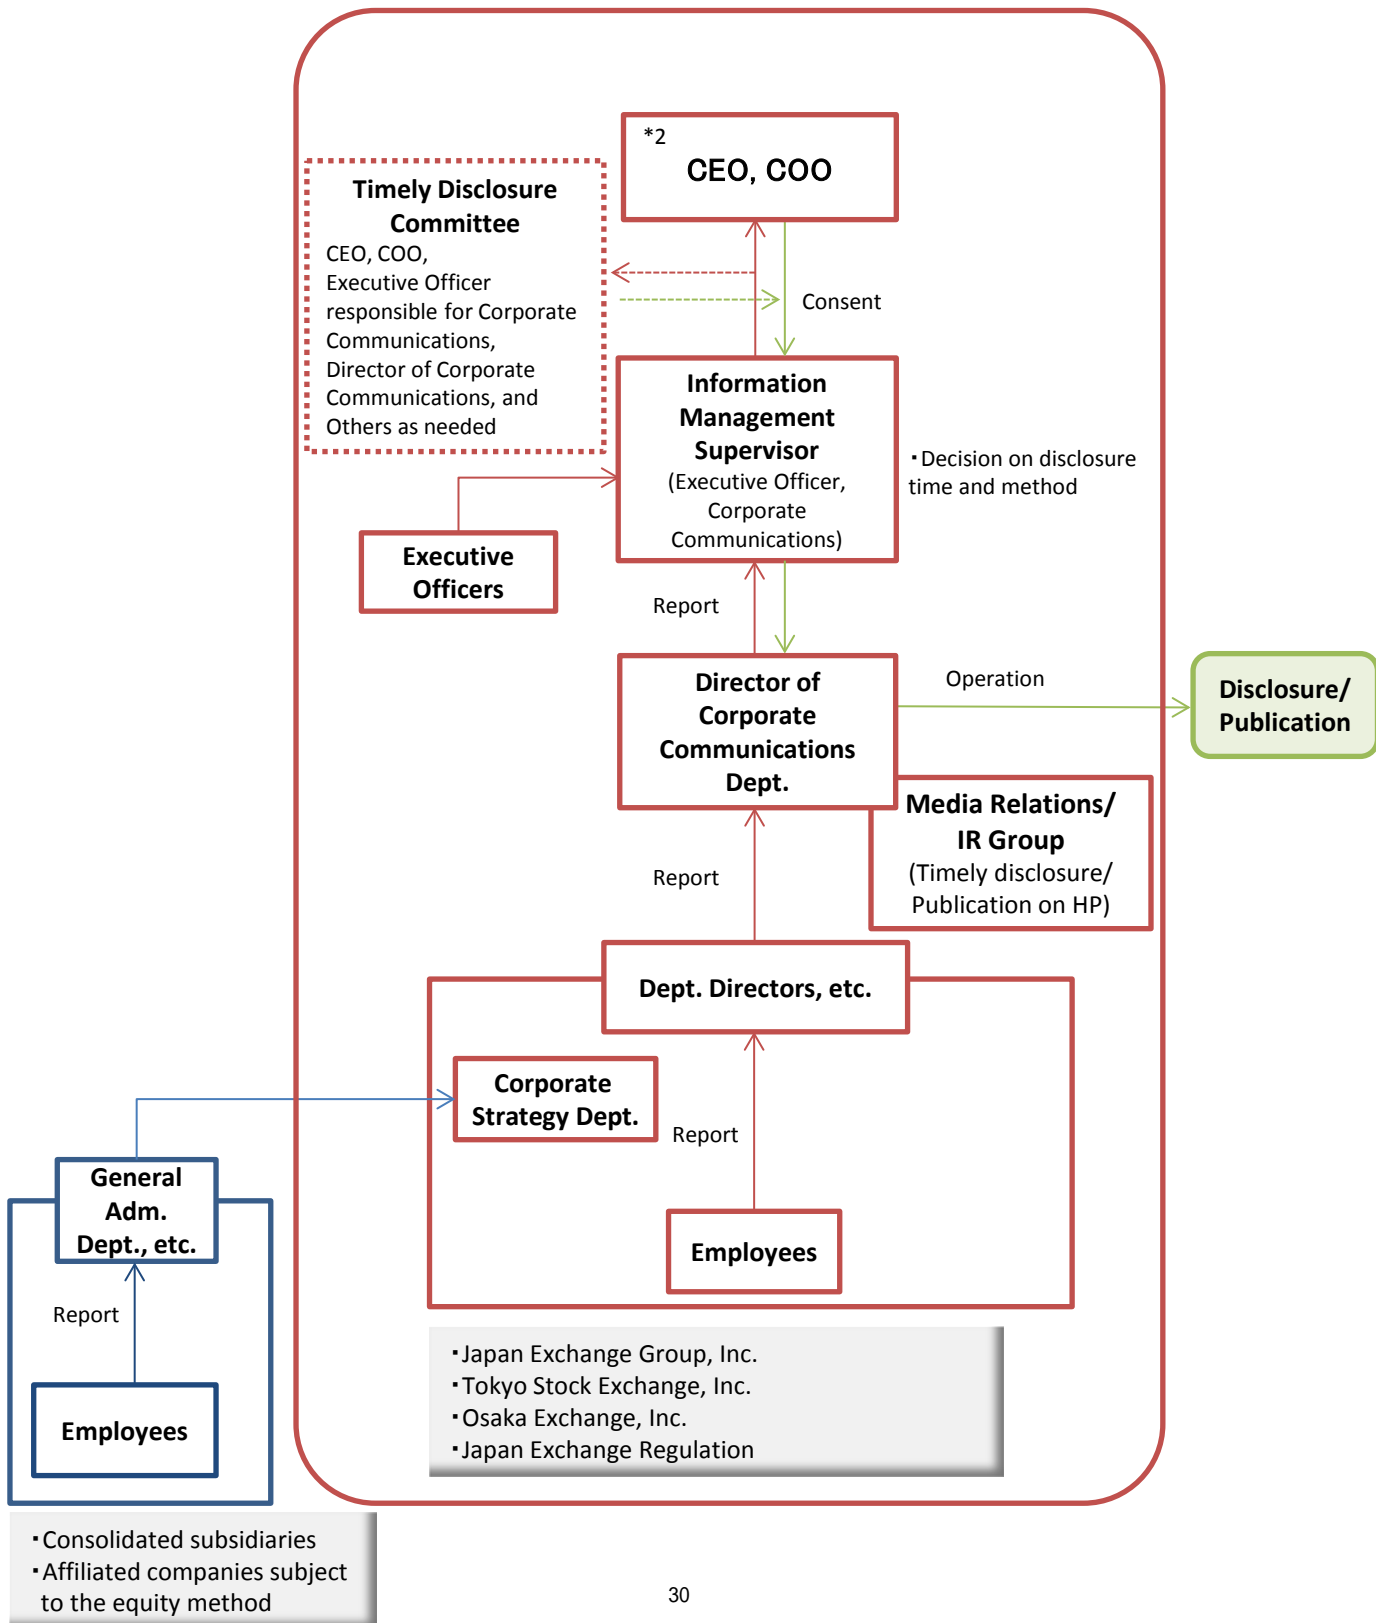 *2
CEO, COO
Timely Disclosure
Committee
CEO, COO,
Executive Officer
responsible for Corporate
Communications,
Director of Corporate
Communications, and
Others as needed
Consent
Information
Management
Supervisor
(Executive Officer,
Corporate
Communications)
・Decision on disclosure
time and method
Executive
Officers
Report
Director of
Corporate
Communications
Dept.
Operation
Disclosure/
Publication
Media Relations/
IR Group
(Timely disclosure/
Publication on HP)
Report
Dept. Directors, etc.
Corporate
Strategy Dept.
Report
Employees
General
Adm.
Dept., etc.
Report
Employees
・Japan Exchange Group, Inc.
・Tokyo Stock Exchange, Inc.
・Osaka Exchange, Inc.
・Japan Exchange Regulation
・Consolidated subsidiaries
・Affiliated companies subject
to the equity method
30